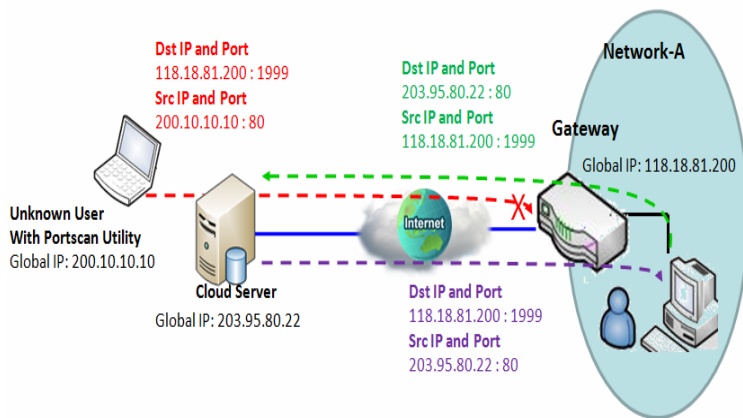 Dst IP and Port
118.18.81.200 : 1999
Src IP and Port
200.10.10.10 : 80
Dst IP and Port
203.95.80.22 : 80
Src IP and Port
118.18.81.200 : 1999
Network-A
Gateway
Global IP: 118.18.81.200
Unknown User
With Portscan Utility
Global IP: 200.10.10.10
Internet
Cloud Server
Global IP: 203.95.80.22
Dst IP and Port
118.18.81.200 : 1999
Src IP and Port
203.95.80.22 : 80